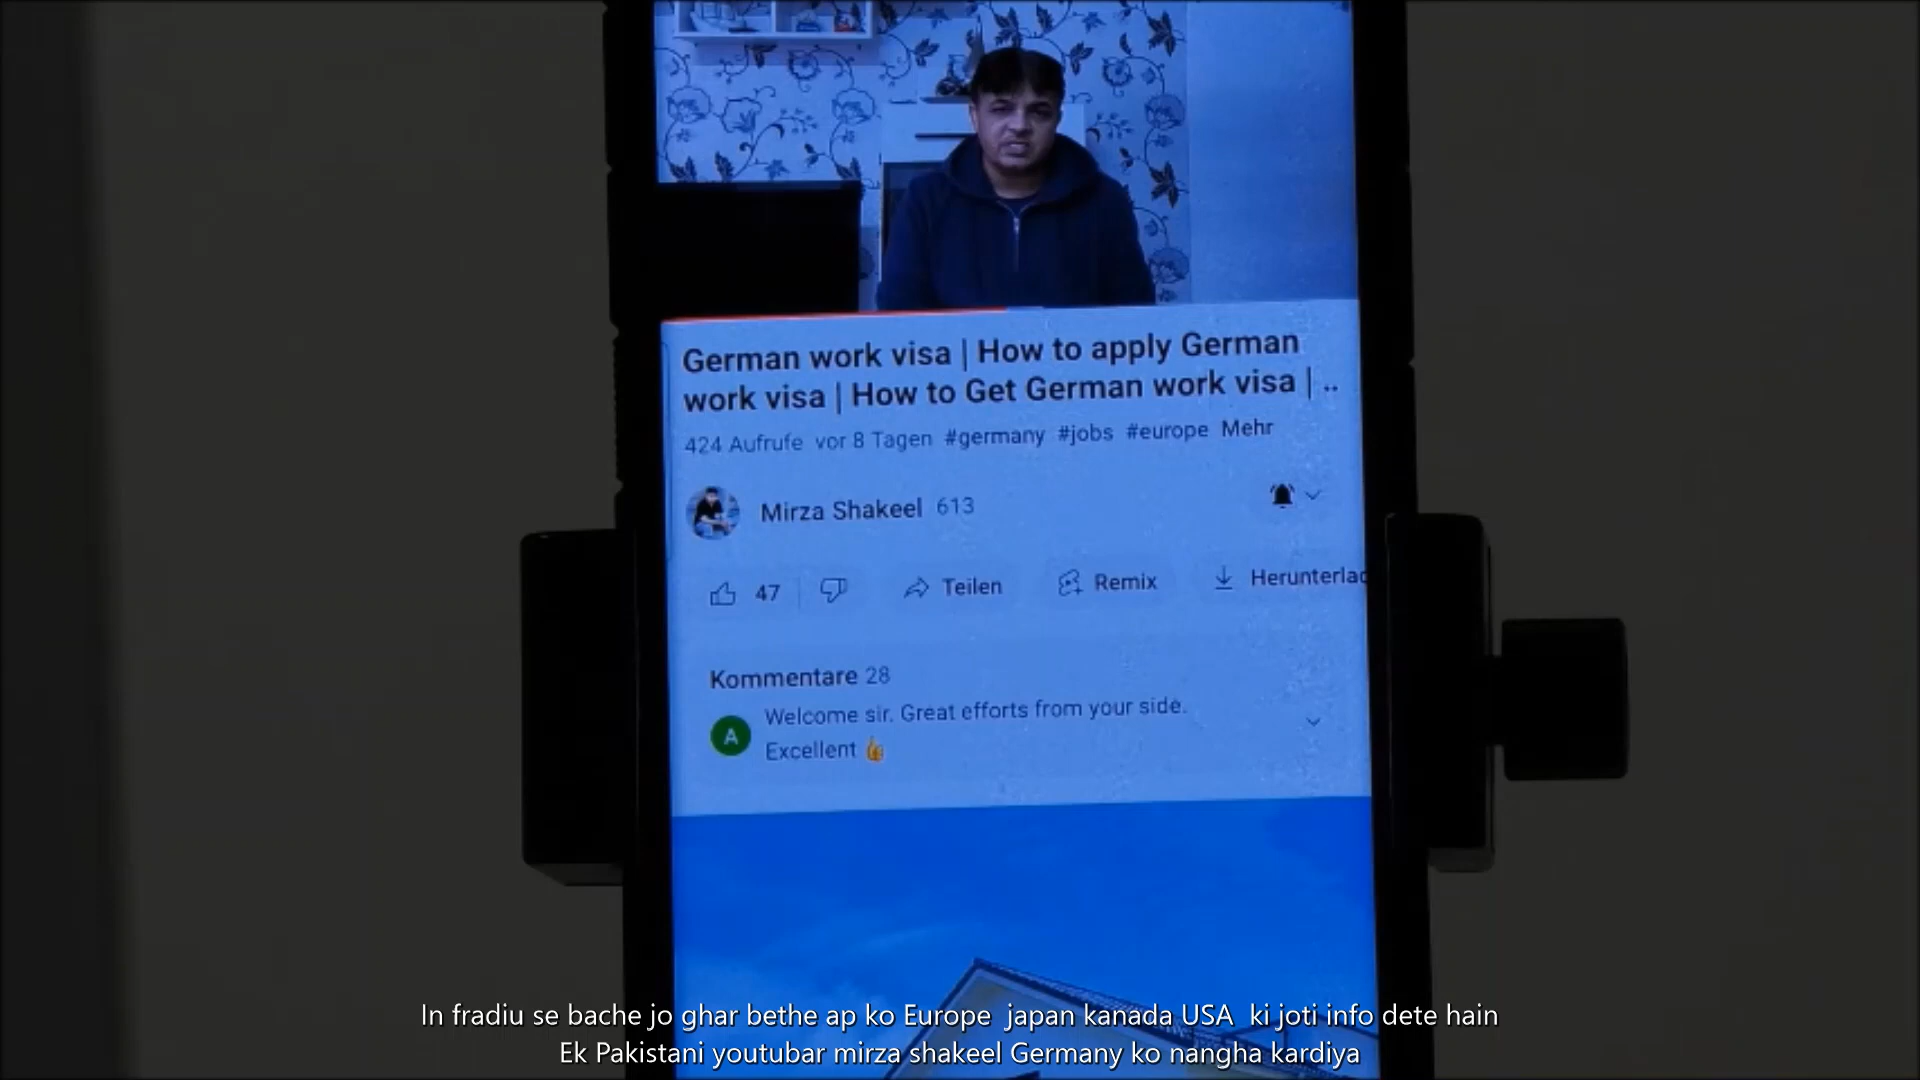 German work visa | How to apply German
work visa | How to Get German work visa | ..
424 Aufrufe vor 8 Tagen #germany #jobs #europe Mehr
Mirza Shakeel 613
47 Teilen Remix Herunterlad
Kommentare 28
A
Welcome sir. Great efforts from your side.
Excellent 👍
In fradiu se bache jo ghar bethe ap ko Europe japan kanada USA ki joti info dete hain
Ek Pakistani youtubar mirza shakeel Germany ko nangha kardiya